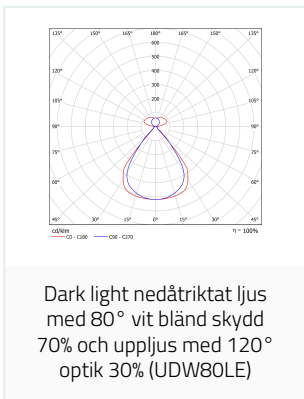 135° 150° 165° 180° 165° 150° 135°
600
120° 500 120°
400
105° 300 105°
200
90° 90°
75° 75°
60° 60°
45° 30° 15° 0° 15° 30° 45°
cd/klm η = 100%
C0 - C180 C90 - C270
Dark light nedåtriktat ljus
med 80° vit bländ skydd
70% och uppljus med 120°
optik 30% (UDW80LE)